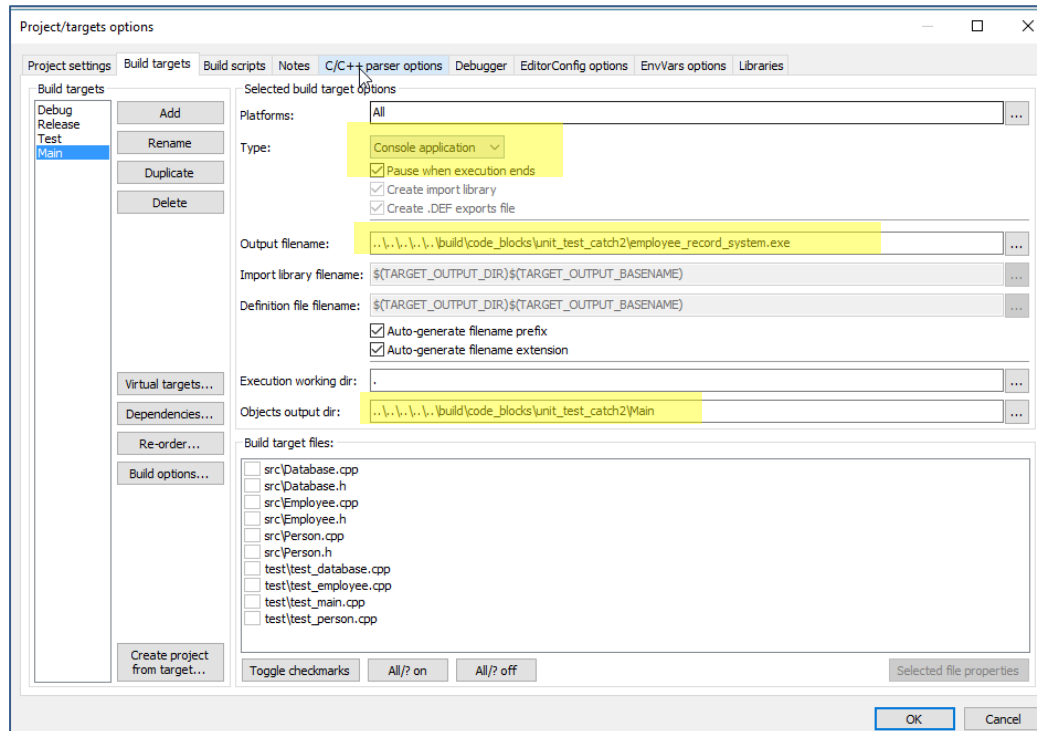 Project/targets options
Project settings Build targets Build scripts Notes C/C++ parser options Debugger EditorConfig options EnvVars options Libraries
Build targets
Debug
Release
Test
Main
Add
Rename
Duplicate
Delete
Virtual targets...
Dependencies...
Re-order...
Build options...
Create project
from target...
Selected build target options
Platforms: All ...
Type: Console application
Pause when execution ends
Create import library
Create .DEF exports file
Output filename: ..\..\..\..\..\build\code_blocks\unit_test_catch2\employee_record_system.exe ...
Import library filename: $(TARGET_OUTPUT_DIR)$(TARGET_OUTPUT_BASENAME) ...
Definition file filename: $(TARGET_OUTPUT_DIR)$(TARGET_OUTPUT_BASENAME) ...
Auto-generate filename prefix
Auto-generate filename extension
Execution working dir: . ...
Objects output dir: ..\..\..\..\..\build\code_blocks\unit_test_catch2\Main ...
Build target files:
src\Database.cpp
src\Database.h
src\Employee.cpp
src\Employee.h
src\Person.cpp
src\Person.h
test\test_database.cpp
test\test_employee.cpp
test\test_main.cpp
test\test_person.cpp
Toggle checkmarks All/? on All/? off Selected file properties
OK Cancel